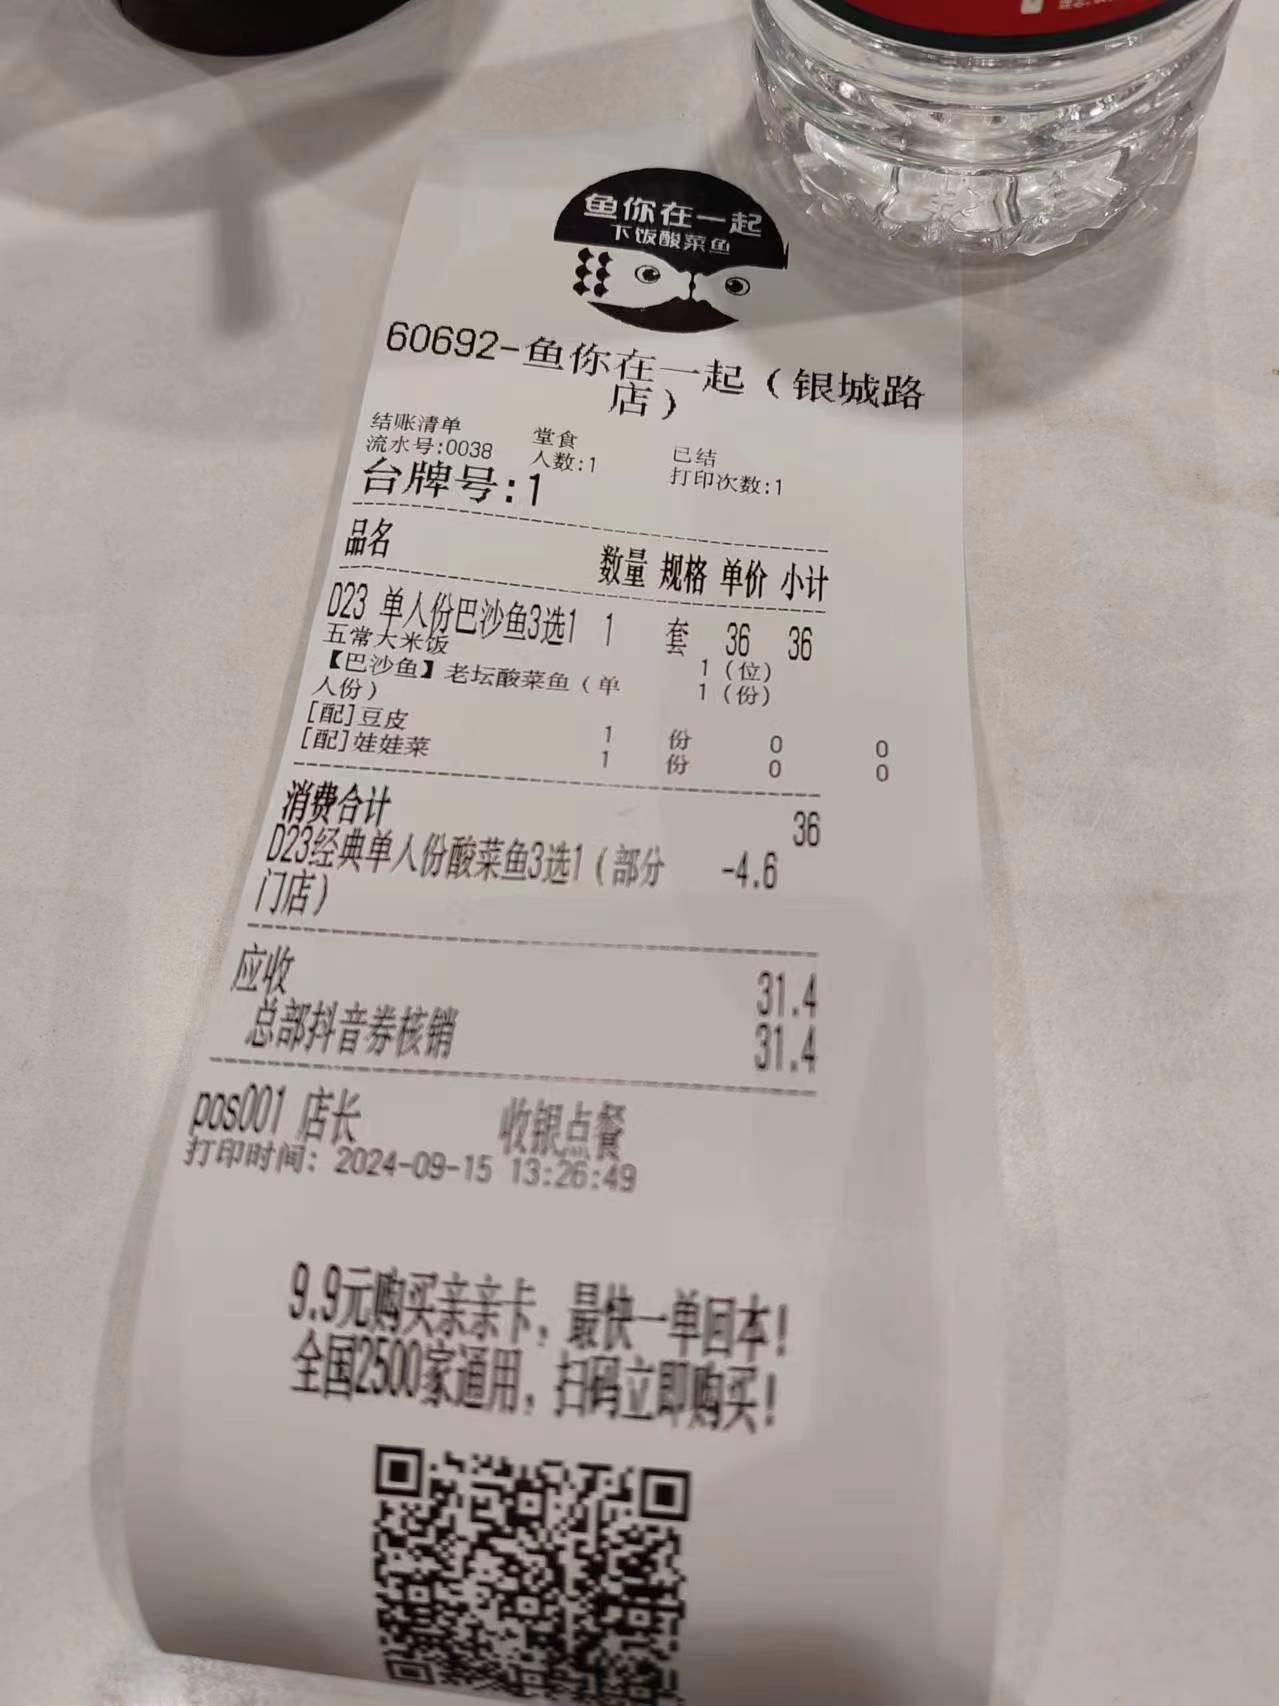 鱼你在一起
下饭酸菜鱼
60692-鱼你在一起（银城路
店）
结账清单 堂食 已结
流水号:0038 人数:1 打印次数:1
台牌号:1
品名 数量 规格 单价 小计
D23 单人份巴沙鱼3选1 1 套 36 36
五常大米饭 1（位）
【巴沙鱼】老坛酸菜鱼（单 1（份）
人份）
[配]豆皮 1 份 0 0
[配]娃娃菜 1 份 0 0
消费合计 36
D23经典单人份酸菜鱼3选1（部分 -4.6
门店）
应收 31.4
总部抖音券核销 31.4
pos001 店长 收银点餐
打印时间: 2024-09-15 13:26:49
9.9元购买亲亲卡，最快一单回本！
全国2500家通用，扫码立即购买！